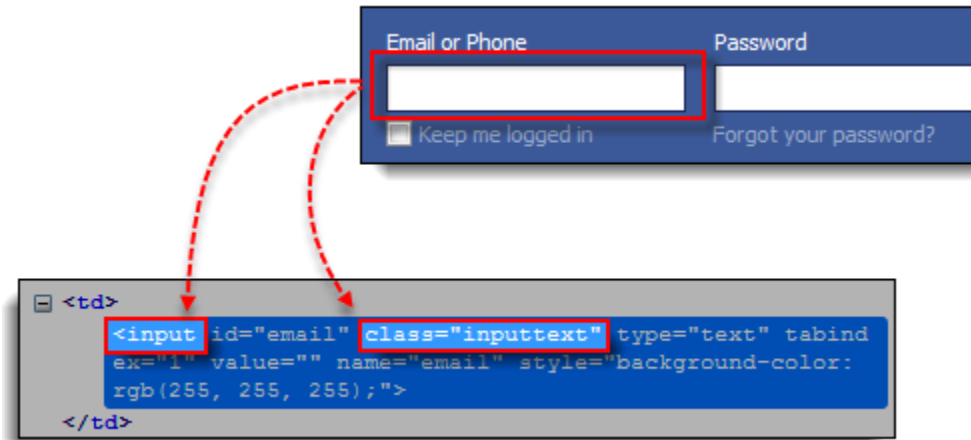 Email or Phone Password
Keep me logged in Forgot your password?
<td>
<input id="email" class="inputtext" type="text" tabind
ex="1" value="" name="email" style="background-color:
rgb(255, 255, 255);">
</td>